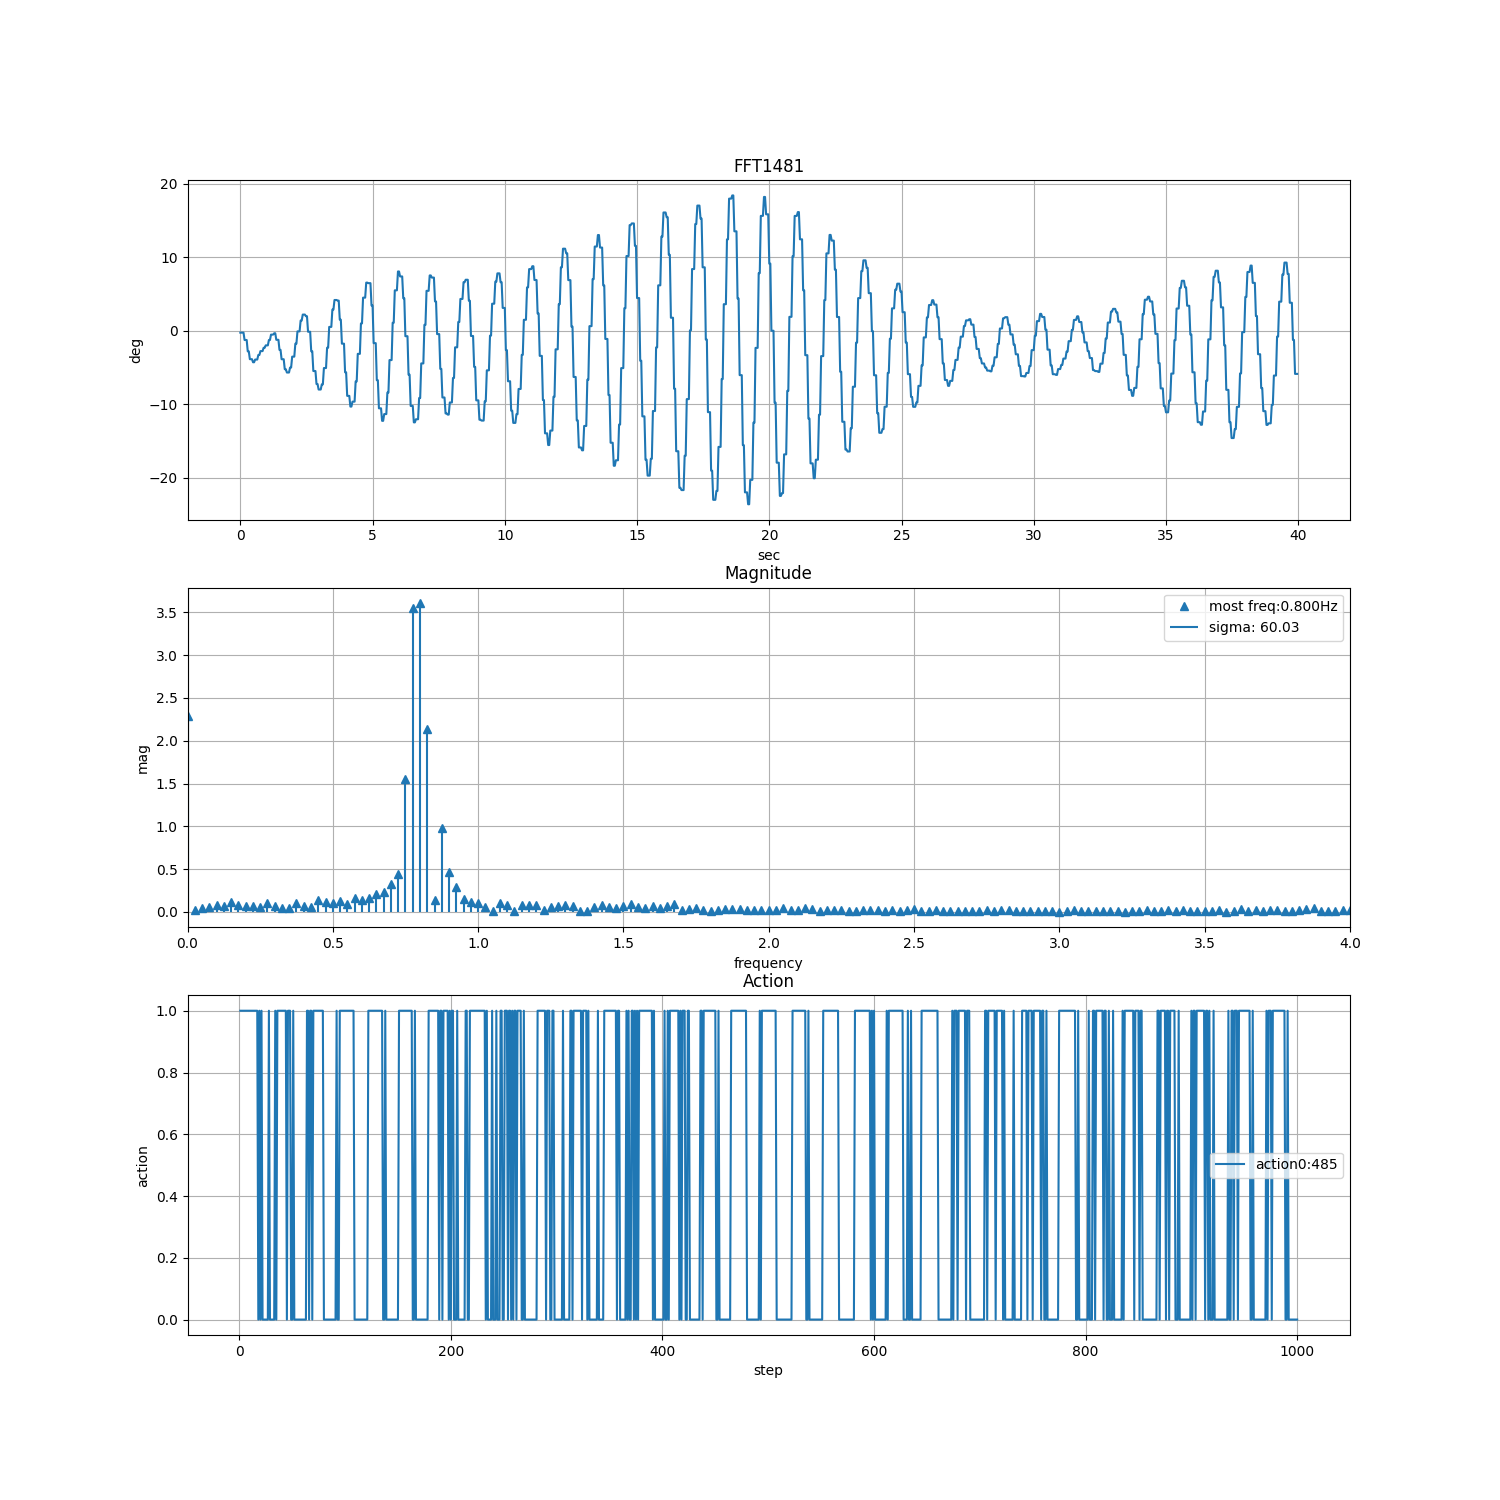 FFT1481
20
10
0
−10
−20
deg
0 5 10 15 20 25 30 35 40
sec
Magnitude
3.5
3.0
2.5
2.0
1.5
1.0
0.5
0.0
mag
most freq:0.800Hz
sigma: 60.03
0.0 0.5 1.0 1.5 2.0 2.5 3.0 3.5 4.0
frequency
Action
1.0
0.8
0.6
0.4
0.2
0.0
action
action0:485
0 200 400 600 800 1000
step